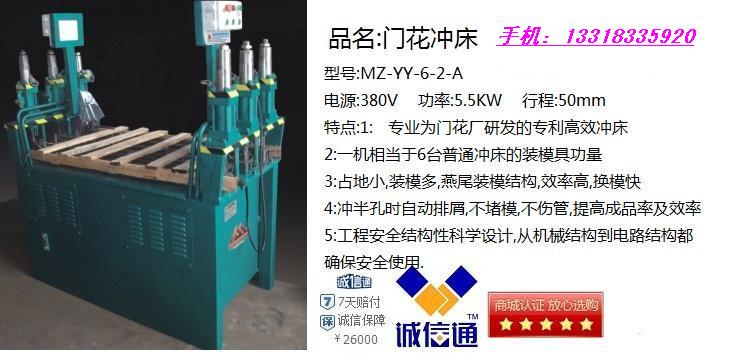 品名:门花冲床 手机：13318335920
型号:MZ-YY-6-2-A
电源:380V 功率:5.5KW 行程:50mm
特点:1: 专业为门花厂研发的专利高效冲床
2:一机相当于6台普通冲床的装模具功量
3:占地小,装模多,燕尾装模结构,效率高,换模快
4:冲半孔时自动排屑,不堵模,不伤管,提高成品率及效率
5:工程安全结构性科学设计,从机械结构到电路结构都
确保安全使用.
诚信通
7天赔付
诚信保障
¥26000
诚信通™
商城认证 放心选购